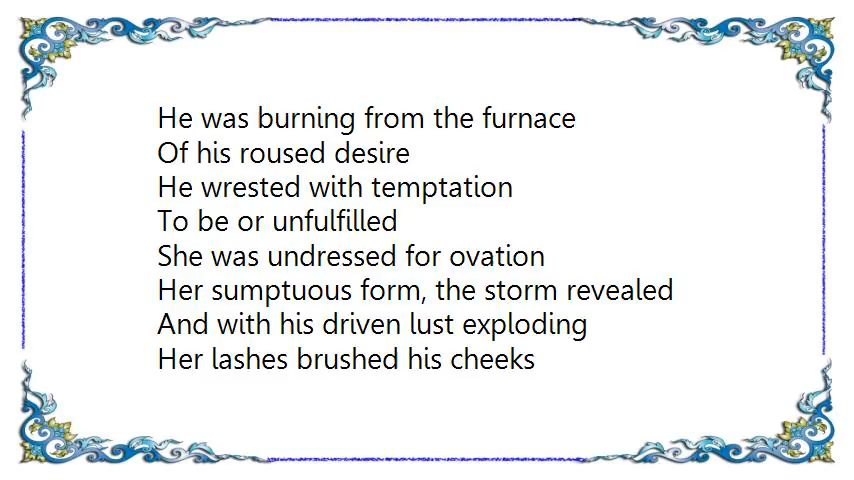 He was burning from the furnace
Of his roused desire
He wrested with temptation
To be or unfulfilled
She was undressed for ovation
Her sumptuous form, the storm revealed
And with his driven lust exploding
Her lashes brushed his cheeks